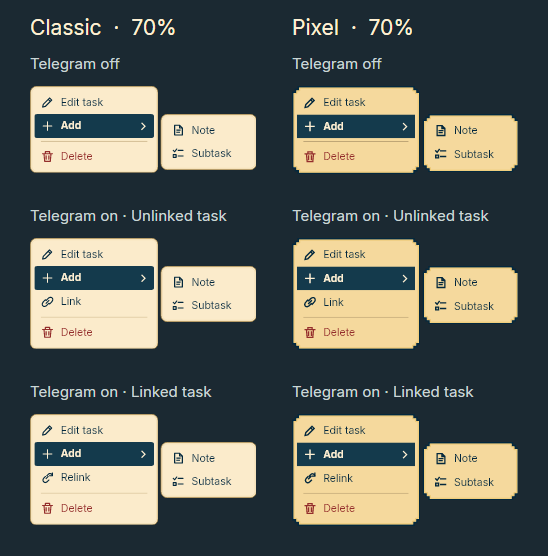 Classic · 70%
Telegram off
Edit task
Add
Delete
Note
Subtask
Telegram on · Unlinked task
Edit task
Add
Link
Delete
Note
Subtask
Telegram on · Linked task
Edit task
Add
Relink
Delete
Note
Subtask
Pixel · 70%
Telegram off
Edit task
Add
Delete
Note
Subtask
Telegram on · Unlinked task
Edit task
Add
Link
Delete
Note
Subtask
Telegram on · Linked task
Edit task
Add
Relink
Delete
Note
Subtask